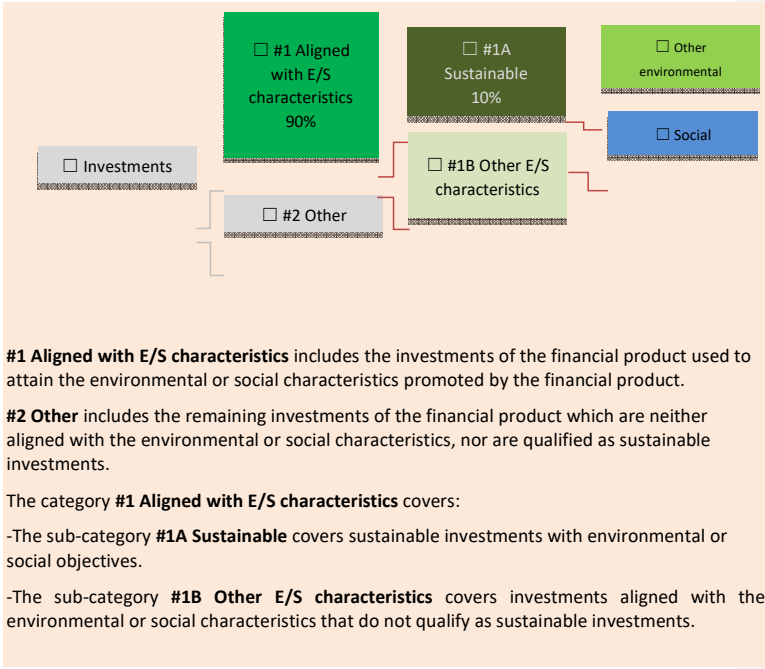 ☐ #1 Aligned
with E/S
characteristics
90%
☐ #1A
Sustainable
10%
☐ Other
environmental
☐ Social
☐ Investments
☐ #1B Other E/S
characteristics
☐ #2 Other
#1 Aligned with E/S characteristics includes the investments of the financial product used to
attain the environmental or social characteristics promoted by the financial product.
#2 Other includes the remaining investments of the financial product which are neither
aligned with the environmental or social characteristics, nor are qualified as sustainable
investments.
The category #1 Aligned with E/S characteristics covers:
-The sub-category #1A Sustainable covers sustainable investments with environmental or
social objectives.
-The sub-category #1B Other E/S characteristics covers investments aligned with the
environmental or social characteristics that do not qualify as sustainable investments.